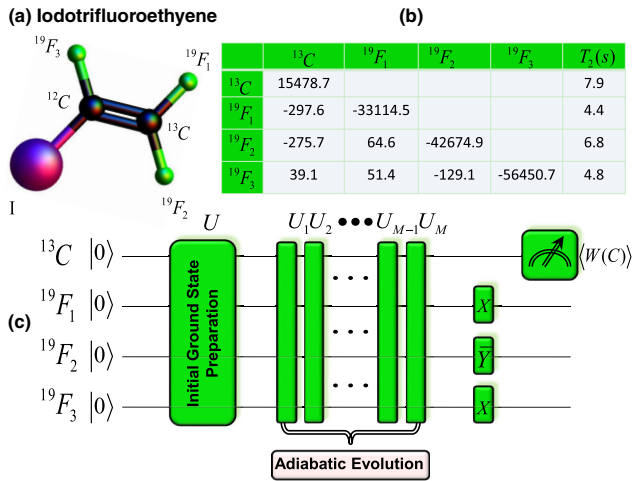 (a) Iodotrifluoroethyene
(b)
¹⁹F₃
¹⁹F₁
¹²C
¹³C
I
¹⁹F₂
¹³C ¹⁹F₁ ¹⁹F₂ ¹⁹F₃ T₂(s)
¹³C 15478.7 7.9
¹⁹F₁ -297.6 -33114.5 4.4
¹⁹F₂ -275.7 64.6 -42674.9 6.8
¹⁹F₃ 39.1 51.4 -129.1 -56450.7 4.8
(c)
U U₁U₂ ••• U_{M-1}U_M
¹³C |0⟩ ⟨W(C)⟩
¹⁹F₁ |0⟩ X
¹⁹F₂ |0⟩ Ȳ
¹⁹F₃ |0⟩ X
Initial Ground State
Preparation
Adiabatic Evolution